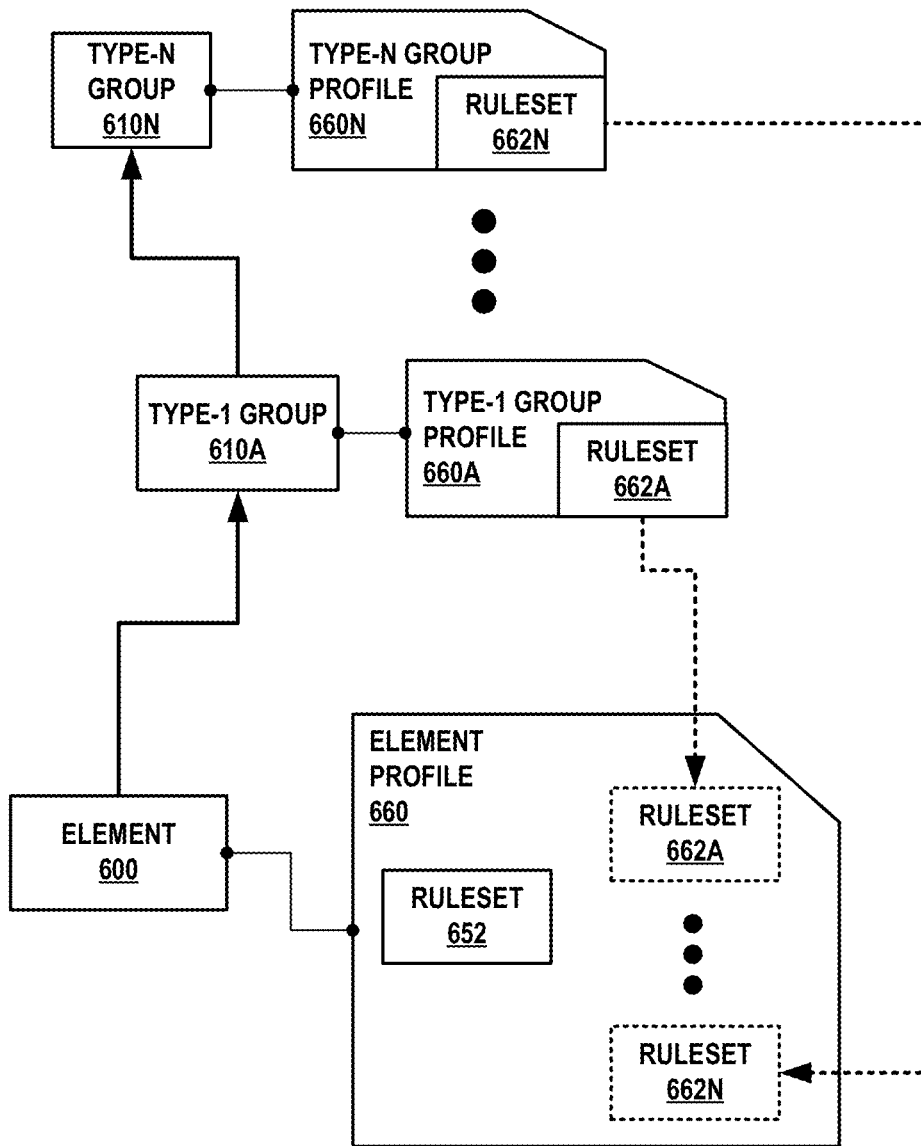 TYPE-N
GROUP
610N
TYPE-N GROUP
PROFILE
660N
RULESET
662N
TYPE-1 GROUP
610A
TYPE-1 GROUP
PROFILE
660A
RULESET
662A
ELEMENT
600
ELEMENT
PROFILE
660
RULESET
652
RULESET
662A
RULESET
662N